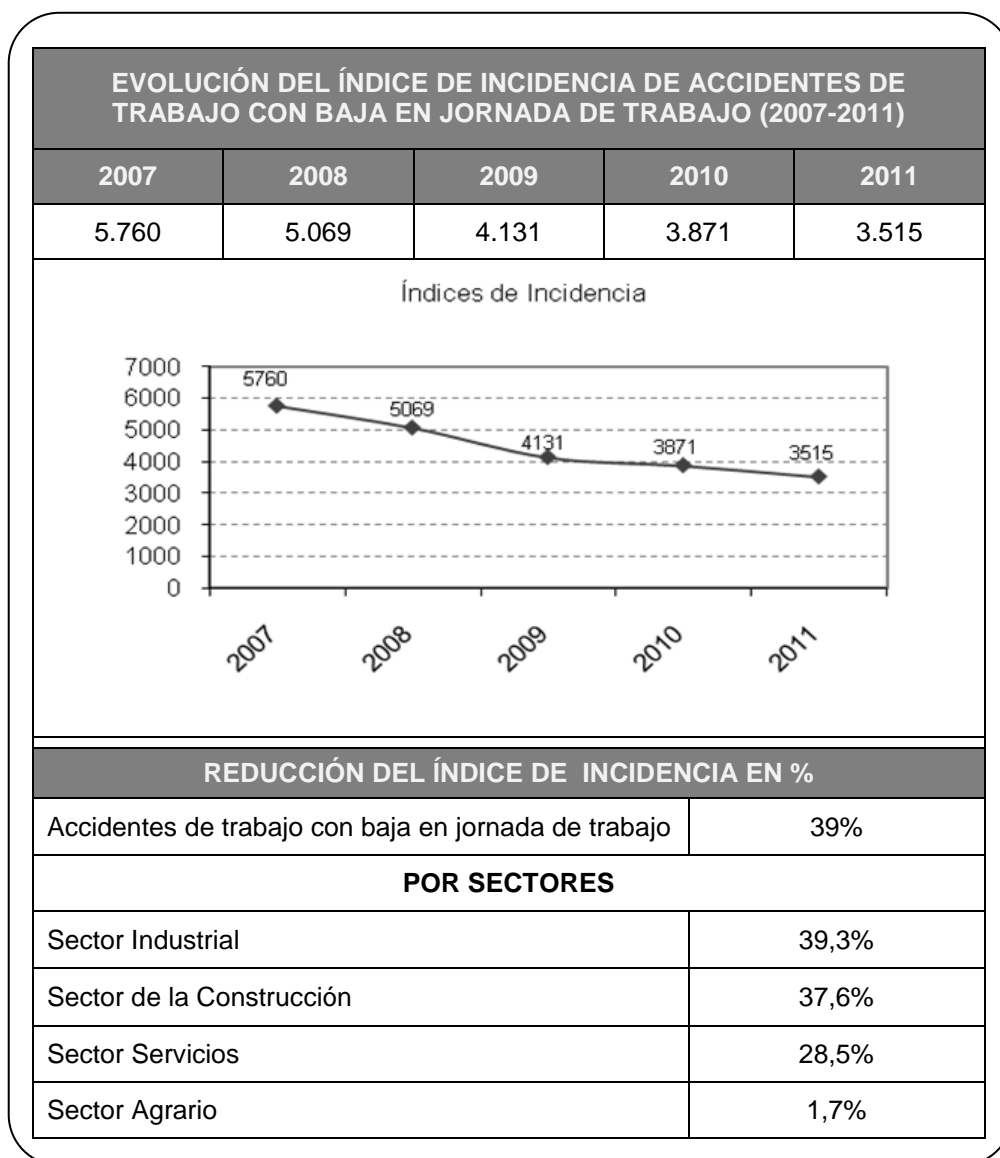 EVOLUCIÓN DEL ÍNDICE DE INCIDENCIA DE ACCIDENTES DE
TRABAJO CON BAJA EN JORNADA DE TRABAJO (2007-2011)
2007 2008 2009 2010 2011
5.760 5.069 4.131 3.871 3.515
Índices de Incidencia
7000
6000
5000
4000
3000
2000
1000
0
5760
5069
4131
3871
3515
2007
2008
2009
2010
2011
REDUCCIÓN DEL ÍNDICE DE INCIDENCIA EN %
Accidentes de trabajo con baja en jornada de trabajo 39%
POR SECTORES
Sector Industrial 39,3%
Sector de la Construcción 37,6%
Sector Servicios 28,5%
Sector Agrario 1,7%